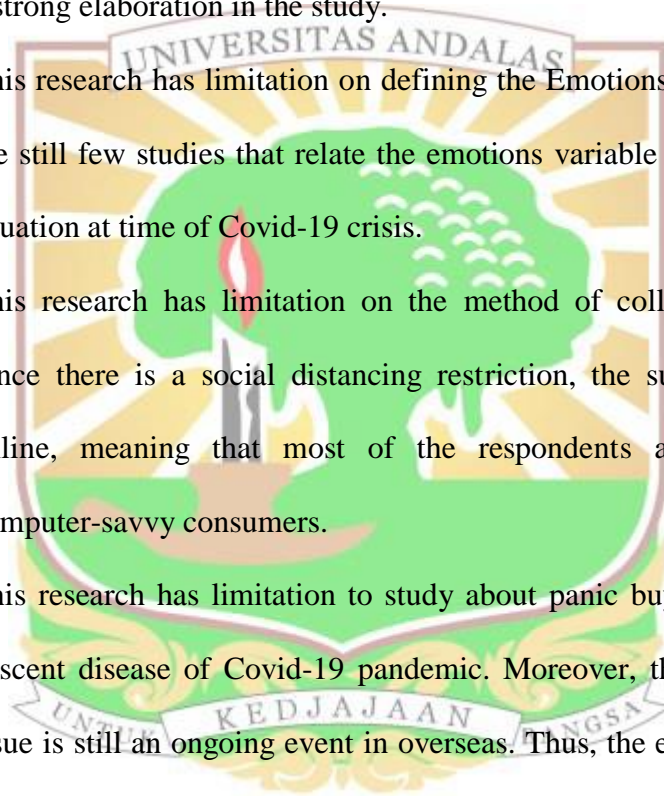 strong elaboration in the study.
UNIVERSITAS ANDALAS
his research has limitation on defining the Emotions
e still few studies that relate the emotions variable
uation at time of Covid-19 crisis.
his research has limitation on the method of coll
nce there is a social distancing restriction, the su
nline, meaning that most of the respondents a
mputer-savvy consumers.
his research has limitation to study about panic bu
scent disease of Covid-19 pandemic. Moreover, th
UNTUK KEDJAJAAN
sue is still an ongoing event in overseas. Thus, the e